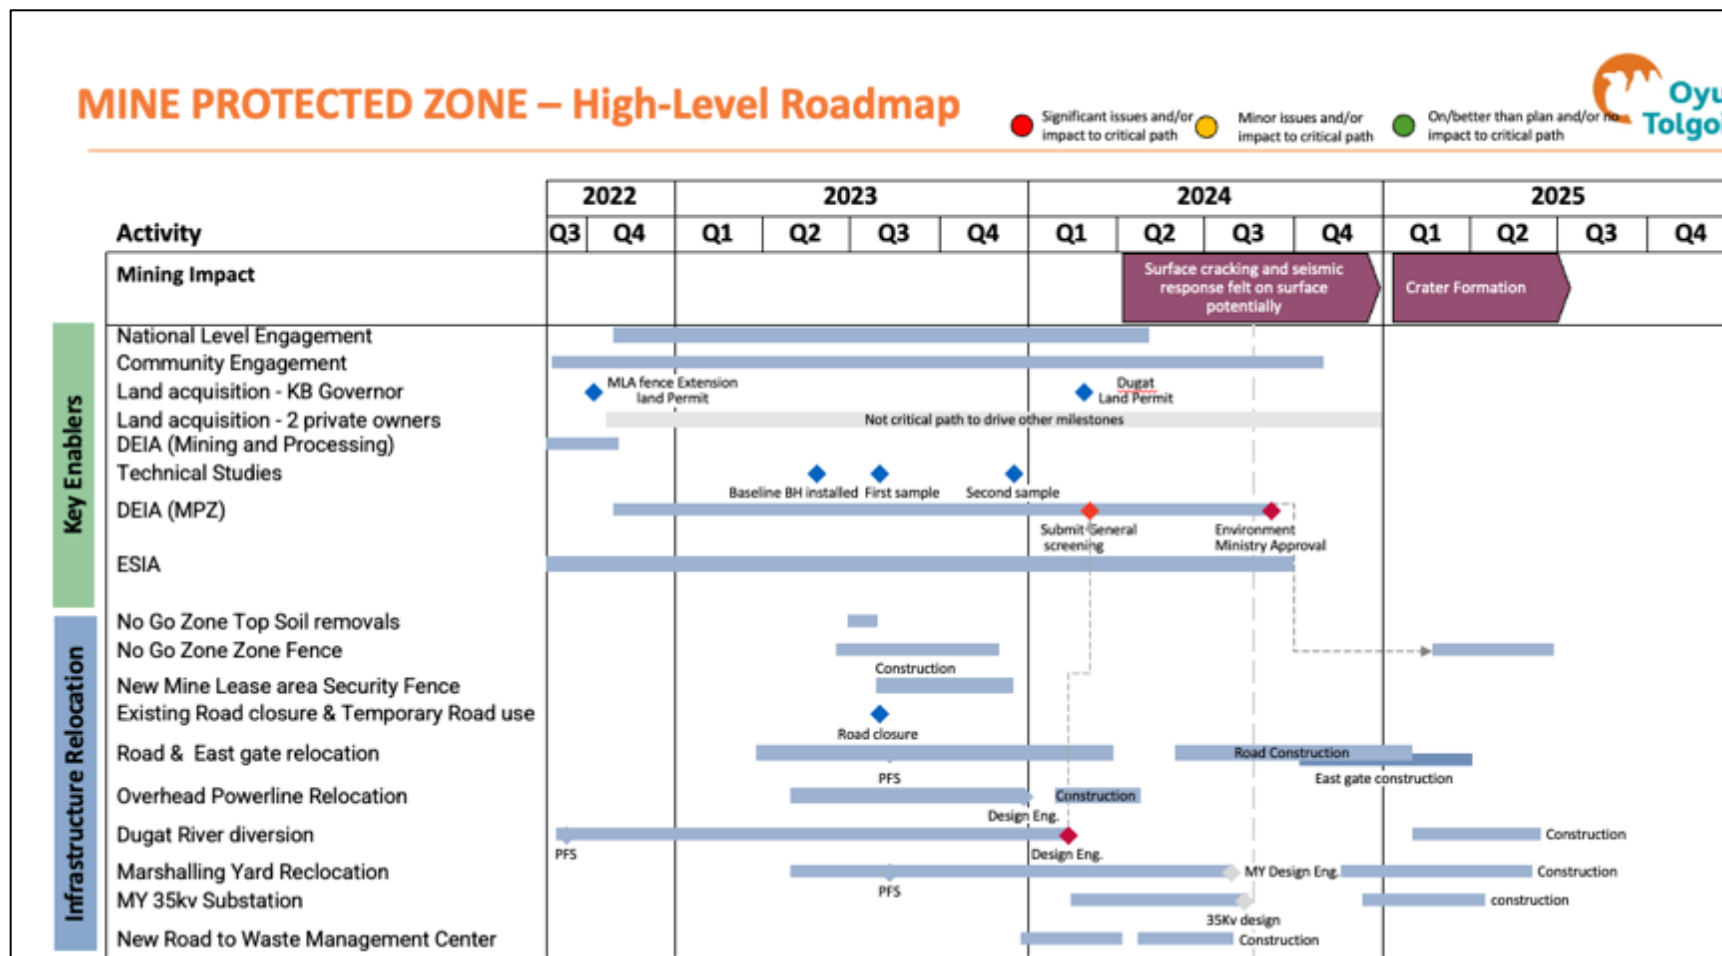 MINE PROTECTED ZONE – High-Level Roadmap
Significant issues and/or
impact to critical path
Minor issues and/or
impact to critical path
On/better than plan and/or no
impact to critical path
Oyu
Tolgoi
2022 2023 2024 2025
Activity Q3 Q4 Q1 Q2 Q3 Q4 Q1 Q2 Q3 Q4 Q1 Q2 Q3 Q4
Mining Impact
Surface cracking and seismic
response felt on surface
potentially
Crater Formation
Key Enablers
National Level Engagement
Community Engagement
Land acquisition - KB Governor
MLA fence Extension
land Permit
Dugat
Land Permit
Land acquisition - 2 private owners
Not critical path to drive other milestones
DEIA (Mining and Processing)
Technical Studies
Baseline BH installed First sample Second sample
DEIA (MPZ)
Submit General
screening
Environment
Ministry Approval
ESIA
Infrastructure Relocation
No Go Zone Top Soil removals
No Go Zone Zone Fence
Construction
New Mine Lease area Security Fence
Existing Road closure & Temporary Road use
Road closure
Road & East gate relocation
Road Construction
PFS
East gate construction
Overhead Powerline Relocation
Construction
Design Eng.
Dugat River diversion
Construction
PFS
Design Eng.
Marshalling Yard Reclocation
MY Design Eng.
Construction
PFS
MY 35kv Substation
construction
35Kv design
New Road to Waste Management Center
Construction